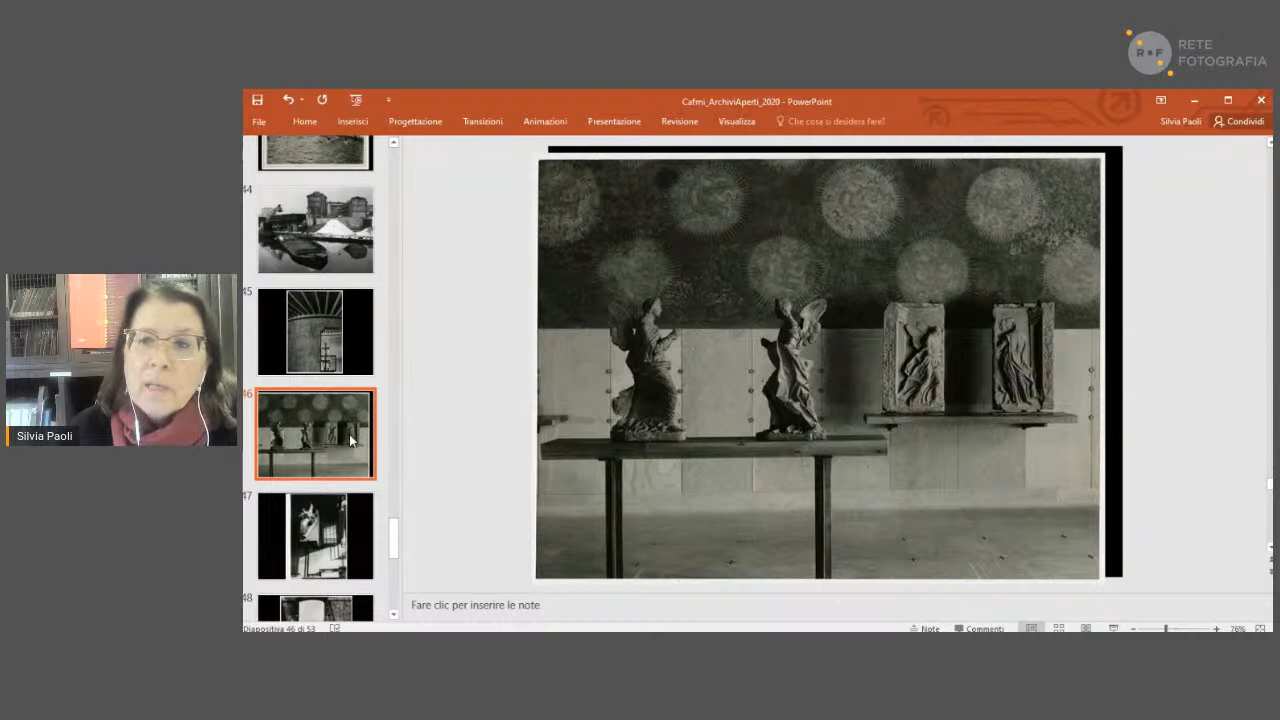 R F
RETE
FOTOGRAFIA
Cafmi_ArchiviAperti_2020 - PowerPoint
File Home Inserisci Progettazione Transizioni Animazioni Presentazione Revisione Visualizza Che cosa si desidera fare? Silvia Paoli Condividi
44
45
46
47
48
Silvia Paoli
Fare clic per inserire le note
Diapositiva 46 di 53 Note Commenti 76%